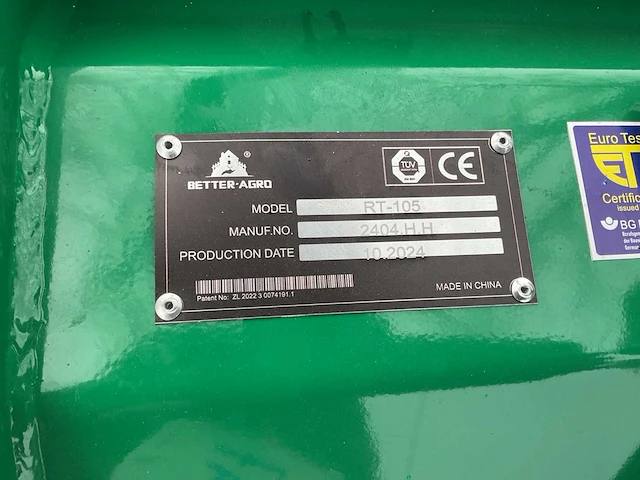 BETTER-AGRO
TÜV
CE
MODEL RT-105
MANUF.NO. 2404.H.H
PRODUCTION DATE 10.2024
Patent No: ZL 2022 3 0074191.1
MADE IN CHINA
Euro Tes
ET
Certific
issued
BG